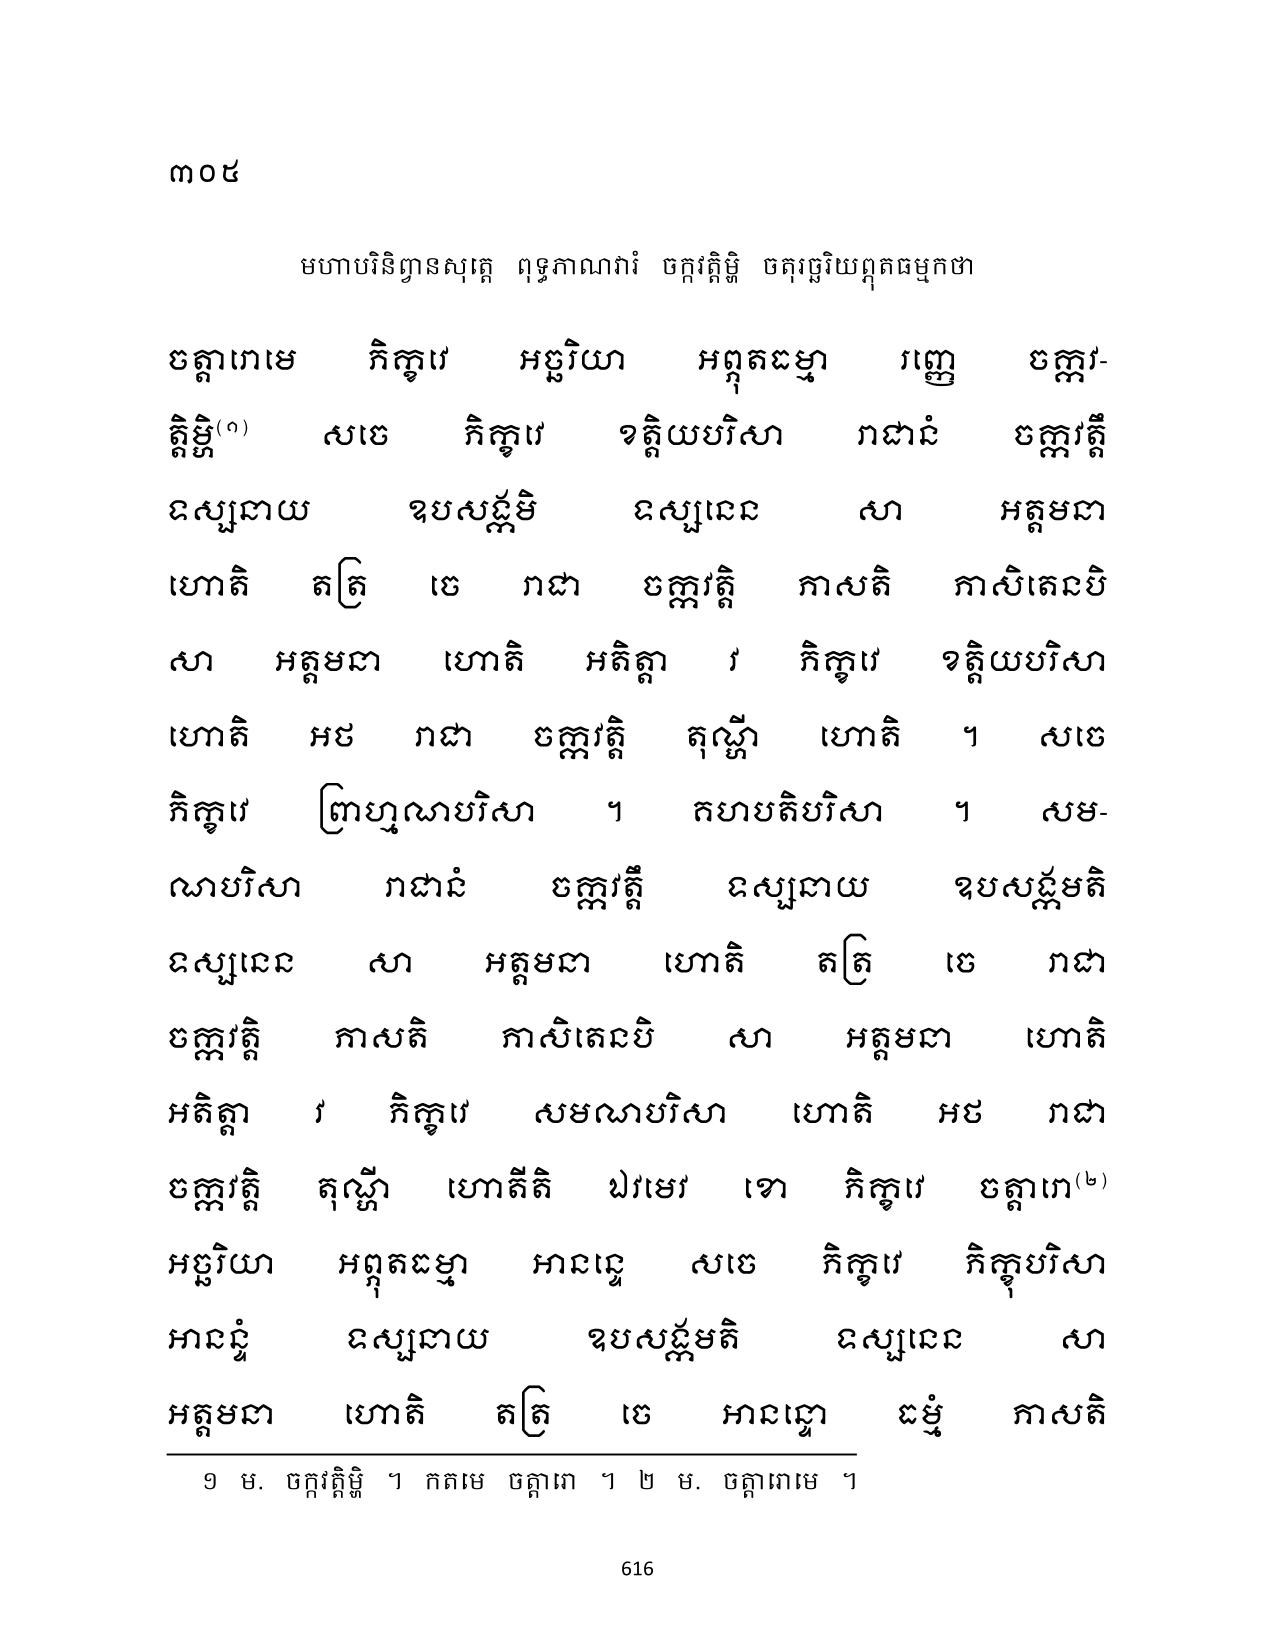 ៣០៥
មហាបរិនិព្វានសុត្តេ ពុទ្ធភាណវារំ ចក្កវត្តិម្ហិ ចតុរច្ឆរិយព្ភុតធម្មកថា
ចត្តារោមេ ភិក្ខវេ អច្ឆរិយា អព្ភុតធម្មា រញ្ញេ ចក្កវ-
ត្តិម្ហិ(១) សចេ ភិក្ខវេ ខត្តិយបរិសា រាជានំ ចក្កវត្តឹ
ទស្សនាយ ឧបសង្កមិ ទស្សនេន សា អត្តមនា
ហោតិ តត្រ ចេ រាជា ចក្កវត្តិ ភាសតិ ភាសិតេនបិ
សា អត្តមនា ហោតិ អតិត្តា វ ភិក្ខវេ ខត្តិយបរិសា
ហោតិ អថ រាជា ចក្កវត្តិ តុណ្ហី ហោតិ ។ សចេ
ភិក្ខវេ ព្រាហ្មណបរិសា ។ គហបតិបរិសា ។ សម-
ណបរិសា រាជានំ ចក្កវត្តឹ ទស្សនាយ ឧបសង្កមតិ
ទស្សនេន សា អត្តមនា ហោតិ តត្រ ចេ រាជា
ចក្កវត្តិ ភាសតិ ភាសិតេនបិ សា អត្តមនា ហោតិ
អតិត្តា វ ភិក្ខវេ សមណបរិសា ហោតិ អថ រាជា
ចក្កវត្តិ តុណ្ហី ហោតីតិ ឯវមេវ ខោ ភិក្ខវេ ចត្តារោ(២)
អច្ឆរិយា អព្ភុតធម្មា អានន្ទេ សចេ ភិក្ខវេ ភិក្ខុបរិសា
អានន្ទំ ទស្សនាយ ឧបសង្កមតិ ទស្សនេន សា
អត្តមនា ហោតិ តត្រ ចេ អានន្ទោ ធម្មំ ភាសតិ
១ ម. ចក្កវត្តិម្ហិ ។ កតមេ ចត្តារោ ។ ២ ម. ចត្តារោមេ ។
616